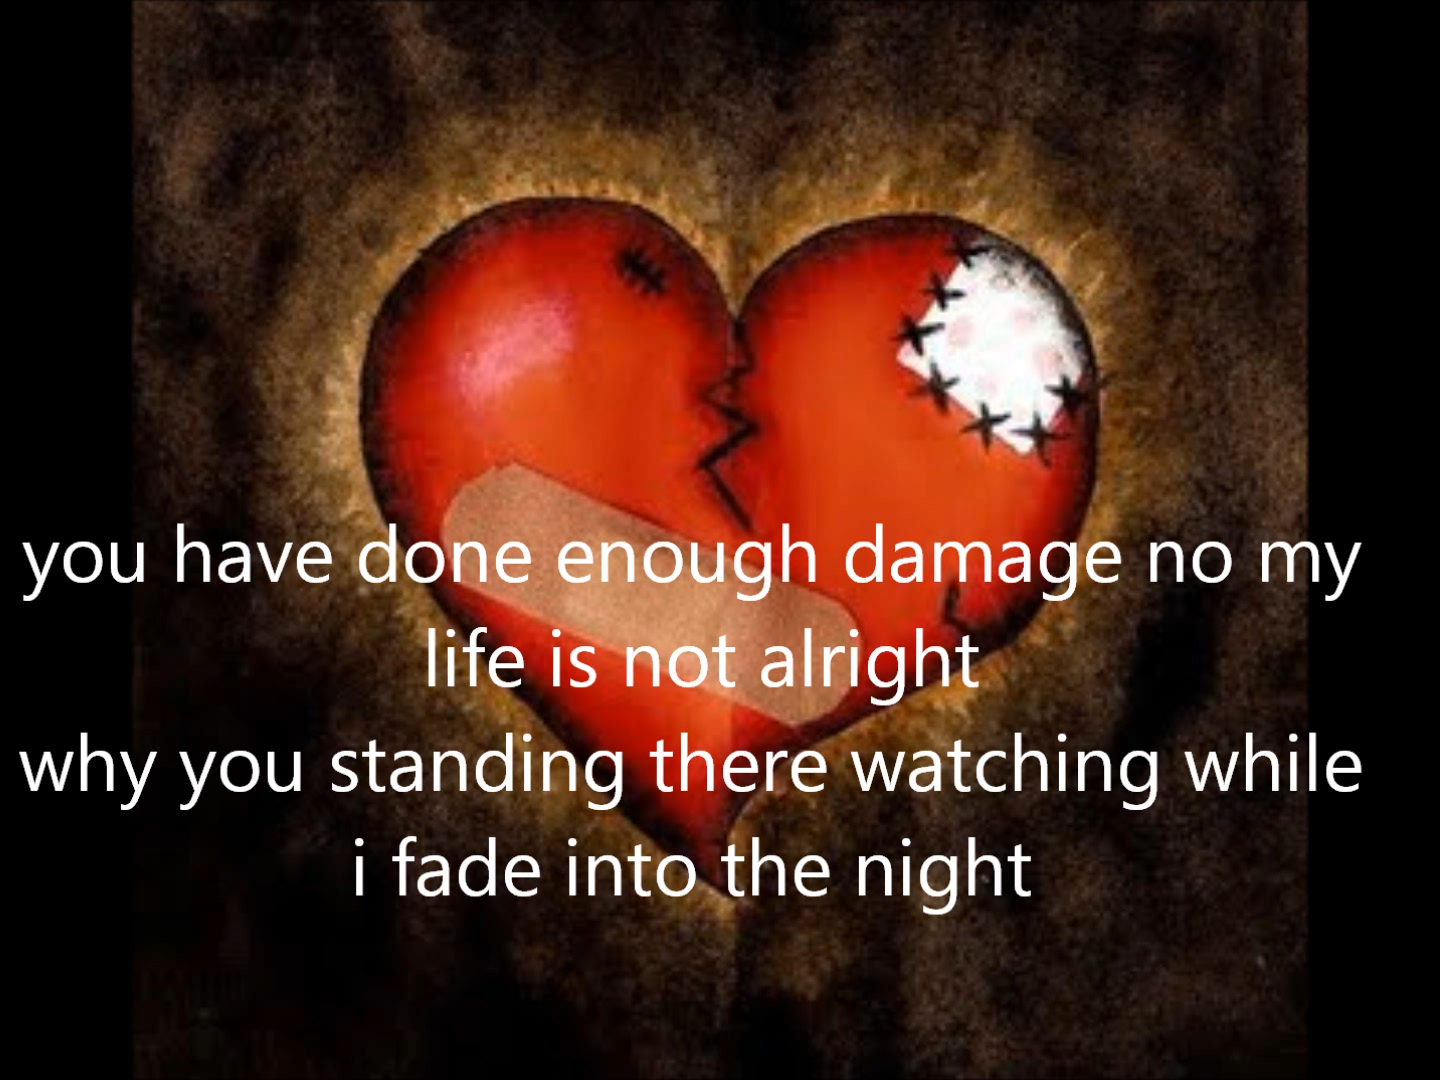 you have done enough damage no my
life is not alright
why you standing there watching while
i fade into the night